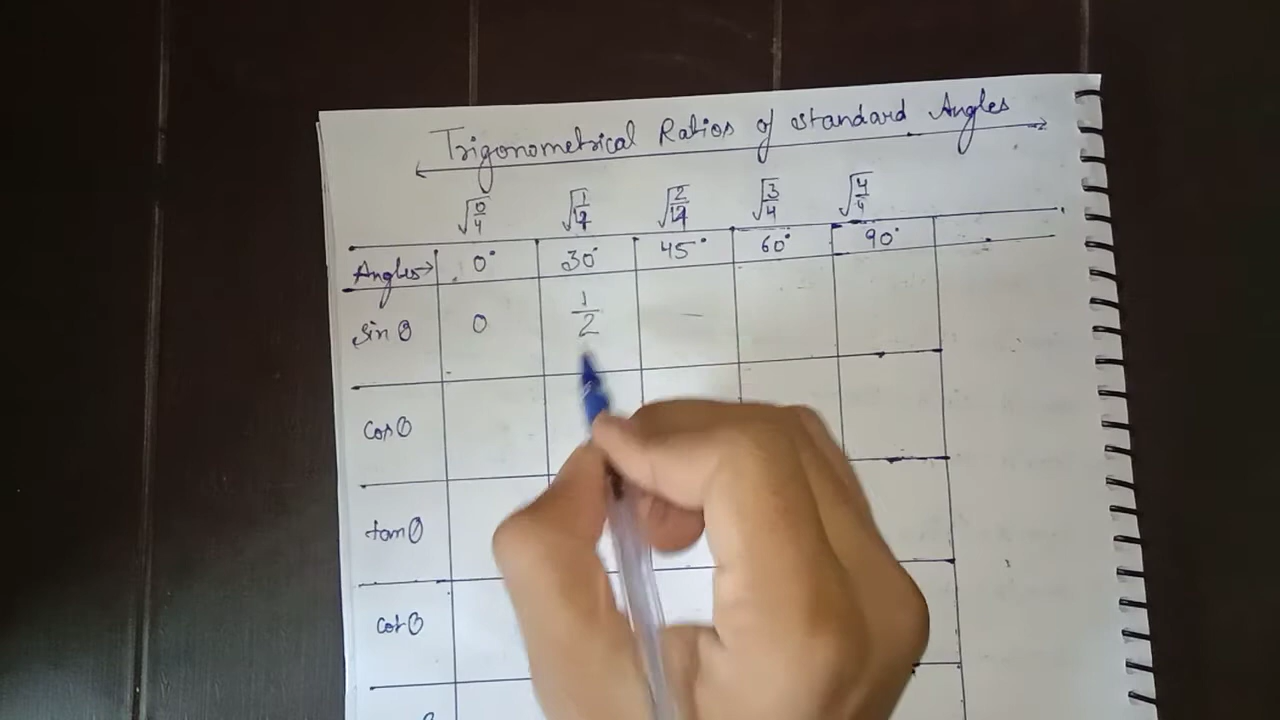 Trigonometrical Ratios of standard Angles
√0/4 √1/4 √2/4 √3/4 √4/4
Angles→ 0° 30° 45° 60° 90°
sin θ 0 1/2 —
cos θ
tan θ
cot θ